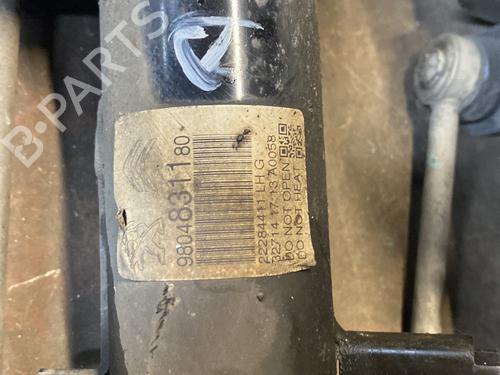 B-PARTS
9804831180
22284411 LH G
32714 17:13 A0058
DO NOT OPEN
DO NOT HEAT